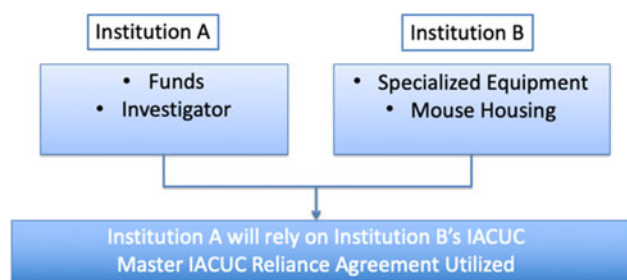 Institution A
Institution B
• Funds
• Investigator
• Specialized Equipment
• Mouse Housing
Institution A will rely on Institution B's IACUC
Master IACUC Reliance Agreement Utilized